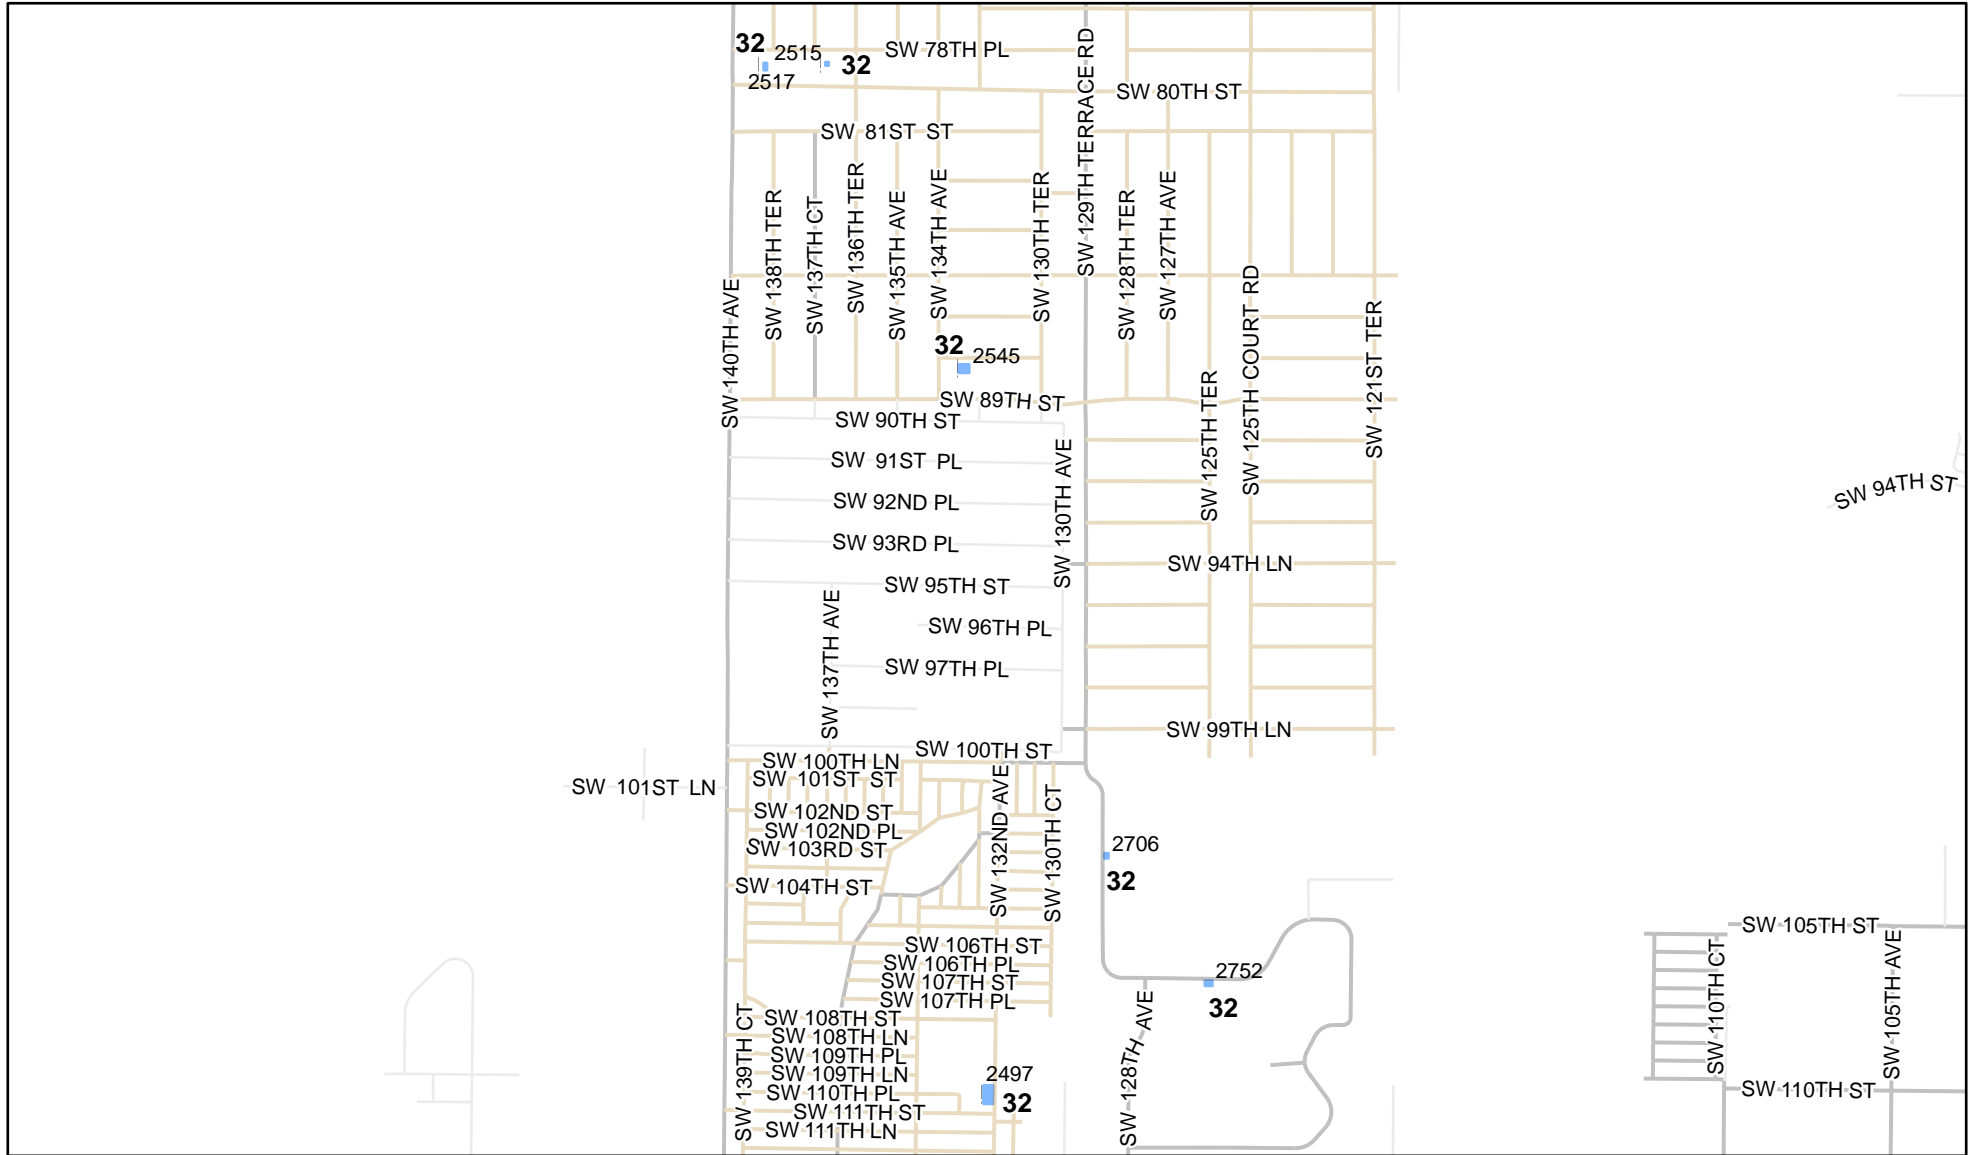 32
2515
32
2517
SW 78TH PL
SW 80TH ST
SW 81ST ST
SW 129TH TERRACE RD
SW 140TH AVE
SW 138TH TER
SW 137TH CT
SW 136TH TER
SW 135TH AVE
SW 134TH AVE
SW 130TH TER
SW 128TH TER
SW 127TH AVE
SW 125TH TER
SW 125TH COURT RD
SW 121ST TER
32
2545
SW 89TH ST
SW 90TH ST
SW 91ST PL
SW 92ND PL
SW 93RD PL
SW 130TH AVE
SW 94TH LN
SW 94TH ST
SW 95TH ST
SW 96TH PL
SW 97TH PL
SW 137TH AVE
SW 99TH LN
SW 100TH ST
SW 100TH LN
SW 101ST ST
SW 101ST LN
SW 102ND ST
SW 102ND PL
SW 103RD ST
SW 104TH ST
SW 132ND AVE
SW 130TH CT
2706
32
SW 105TH ST
SW 106TH ST
SW 106TH PL
SW 107TH ST
SW 107TH PL
2752
32
SW 110TH CT
SW 105TH AVE
SW 108TH ST
SW 108TH LN
SW 109TH PL
SW 109TH LN
SW 110TH PL
SW 111TH ST
SW 111TH LN
SW 139TH CT
2497
32
SW 128TH AVE
SW 110TH ST